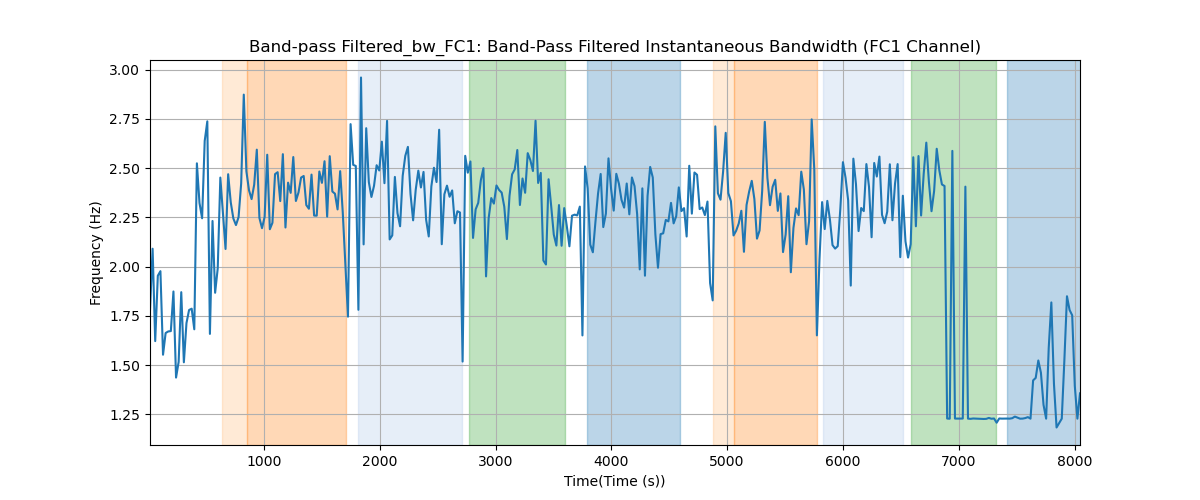 Band-pass Filtered_bw_FC1: Band-Pass Filtered Instantaneous Bandwidth (FC1 Channel)
3.00
2.75
2.50
2.25
2.00
1.75
1.50
1.25
Frequency (Hz)
1000 2000 3000 4000 5000 6000 7000 8000
Time(Time (s))